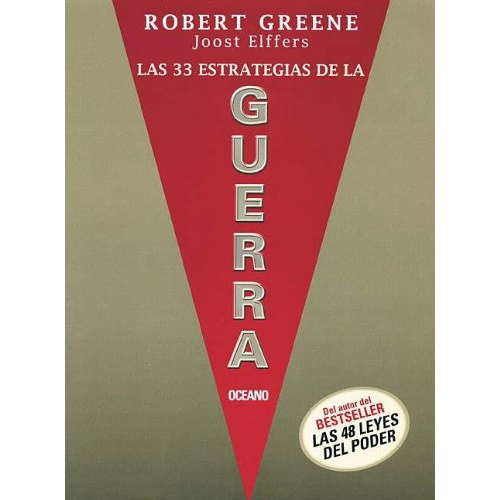 ROBERT GREENE
Joost Elffers
LAS 33 ESTRATEGIAS DE LA
GUERRA
OCEANO
Del autor del
BESTSELLER
LAS 48 LEYES
DEL PODER